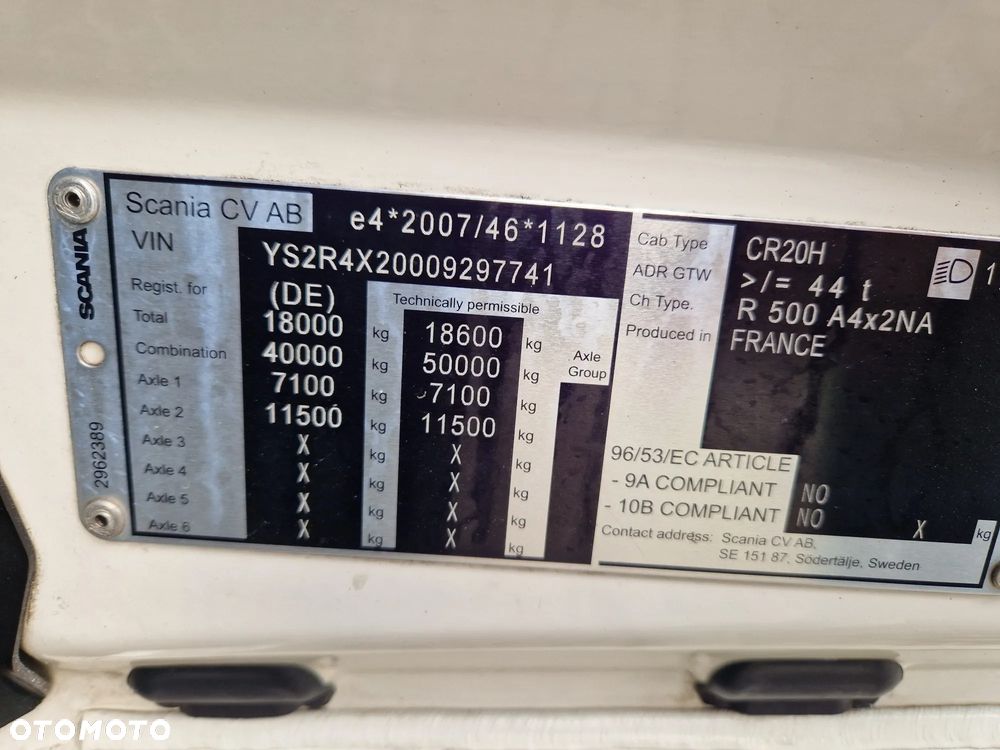 SCANIA
2962389
Scania CV AB e4*2007/46*1128
VIN YS2R4X20009297741
Regist. for (DE) Technically permissible
Total 18000 kg 18600 kg
Combination 40000 kg 50000 kg Axle Group
Axle 1 7100 kg 7100 kg
Axle 2 11500 kg 11500 kg
Axle 3 X kg X kg
Axle 4 X kg X kg
Axle 5 X kg X kg
Axle 6 X kg X kg
Cab Type CR20H
ADR GTW >/= 44 t
Ch Type. R 500 A4x2NA
Produced in FRANCE
1
96/53/EC ARTICLE
- 9A COMPLIANT NO
- 10B COMPLIANT NO X kg
Contact address: Scania CV AB,
SE 151 87, Södertälje, Sweden
OTOMOTO